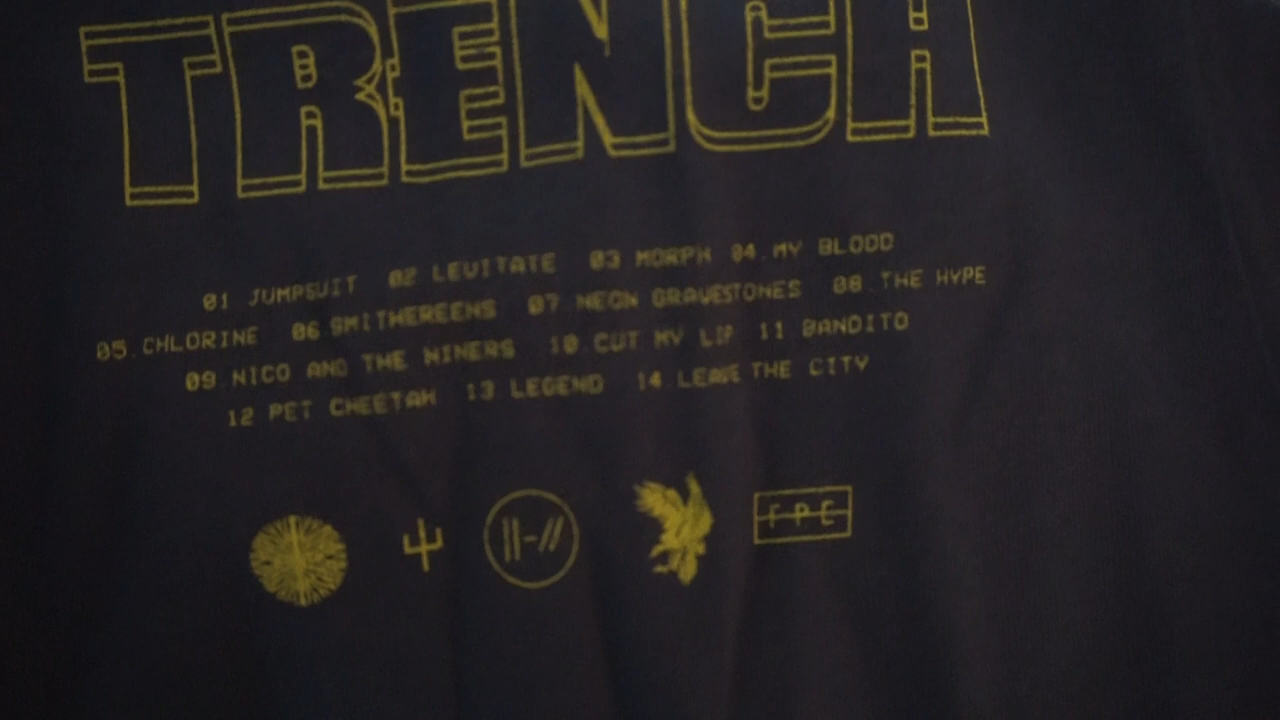 TRENCH
01 JUMPSUIT 02 LEVITATE 03 MORPH 04.MY BLOOD
05.CHLORINE 06.SMITHEREENS 07.NEON GRAVESTONES 08.THE HYPE
09.NICO AND THE NINERS 10.CUT MY LIP 11 BANDITO
12 PET CHEETAH 13 LEGEND 14.LEAVE THE CITY
||-//
FPE